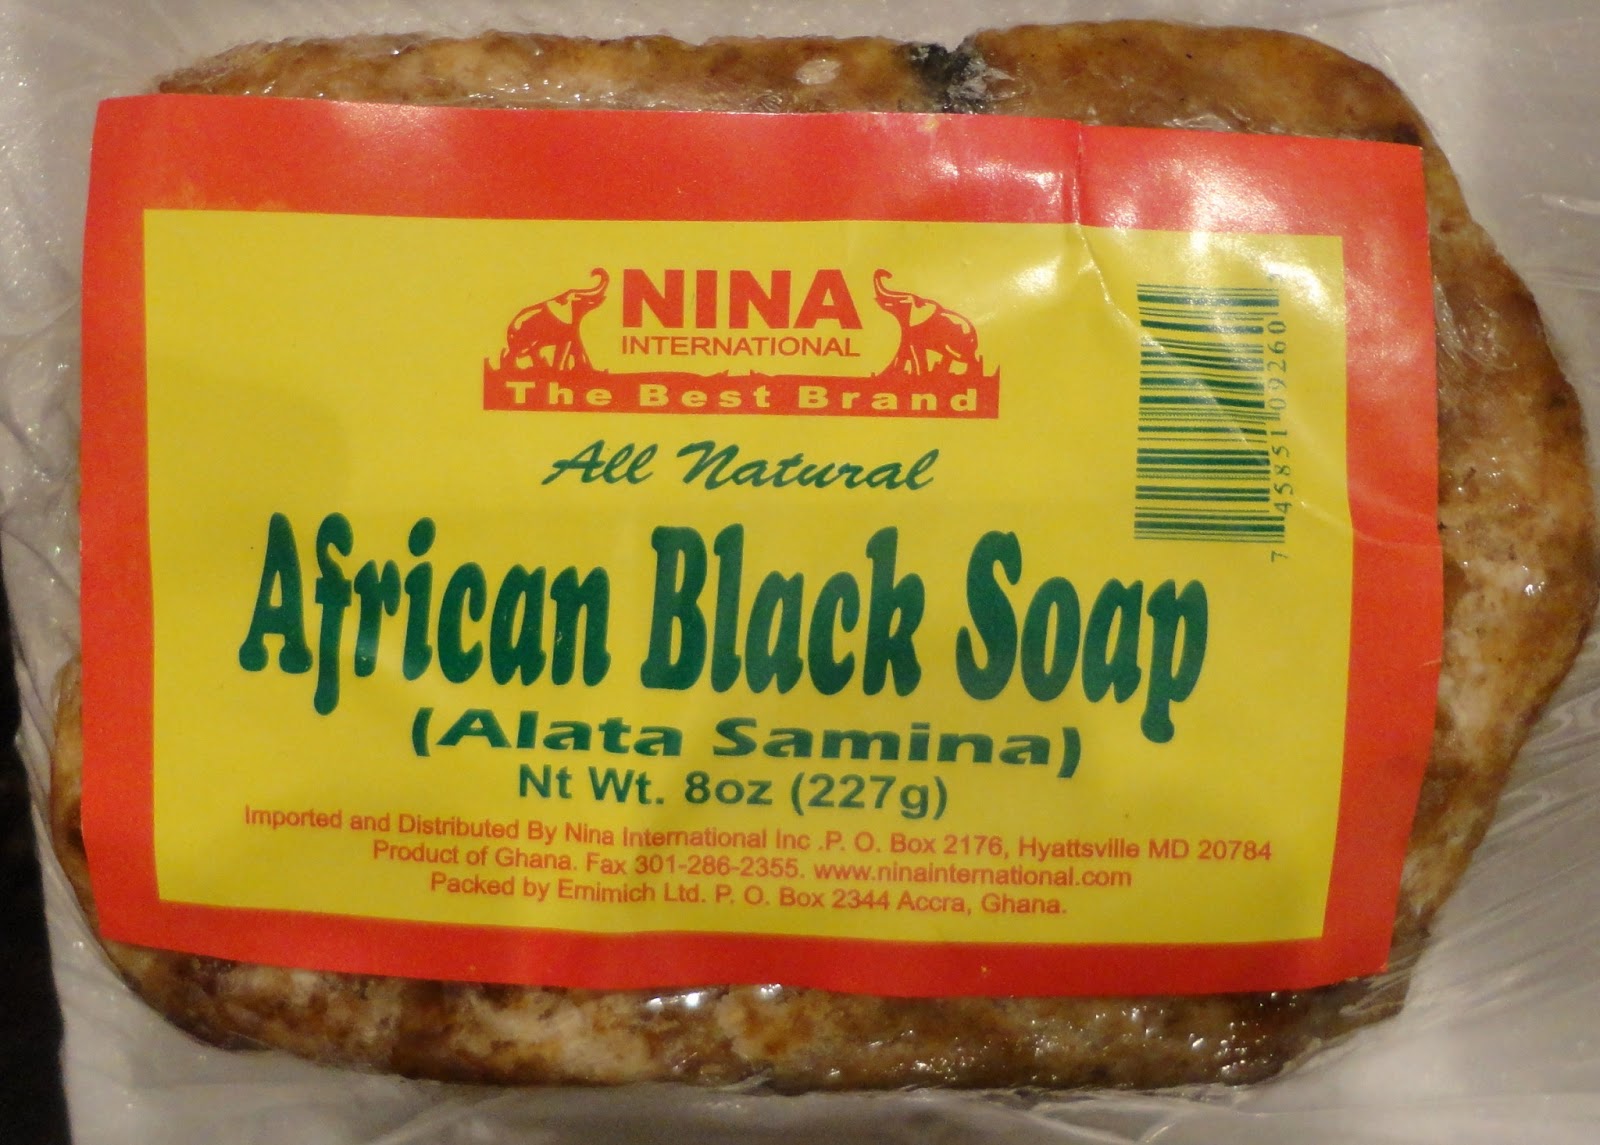 NINA
INTERNATIONAL
The Best Brand
All Natural
African Black Soap
(Alata Samina)
Nt Wt. 8oz (227g)
Imported and Distributed By Nina International Inc .P. O. Box 2176, Hyattsville MD 20784
Product of Ghana. Fax 301-286-2355. www.ninainternational.com
Packed by Ernimich Ltd. P. O. Box 2344 Accra, Ghana.
7 45851 09260